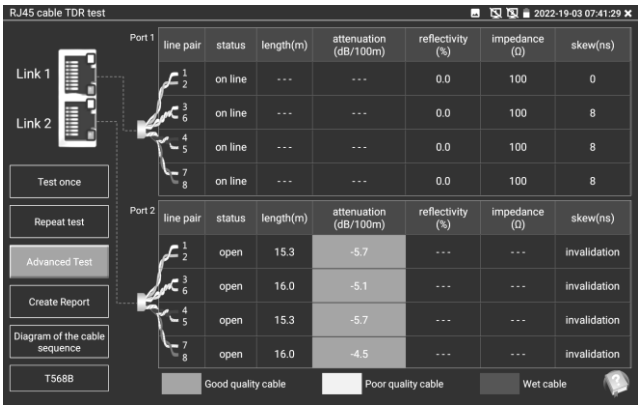 RJ45 cable TDR test
2022-19-03 07:41:29
Link 1
Link 2
Test once
Repeat test
Advanced Test
Create Report
Diagram of the cable
sequence
T568B
Port 1
line pair status length(m) attenuation (dB/100m) reflectivity (%) impedance (Ω) skew(ns)
1 2 on line --- --- 0.0 100 0
3 6 on line --- --- 0.0 100 8
4 5 on line --- --- 0.0 100 8
7 8 on line --- --- 0.0 100 8
Port 2
line pair status length(m) attenuation (dB/100m) reflectivity (%) impedance (Ω) skew(ns)
1 2 open 15.3 -5.7 --- --- invalidation
3 6 open 16.0 -5.1 --- --- invalidation
4 5 open 15.3 -5.7 --- --- invalidation
7 8 open 16.0 -4.5 --- --- invalidation
Good quality cable Poor quality cable Wet cable